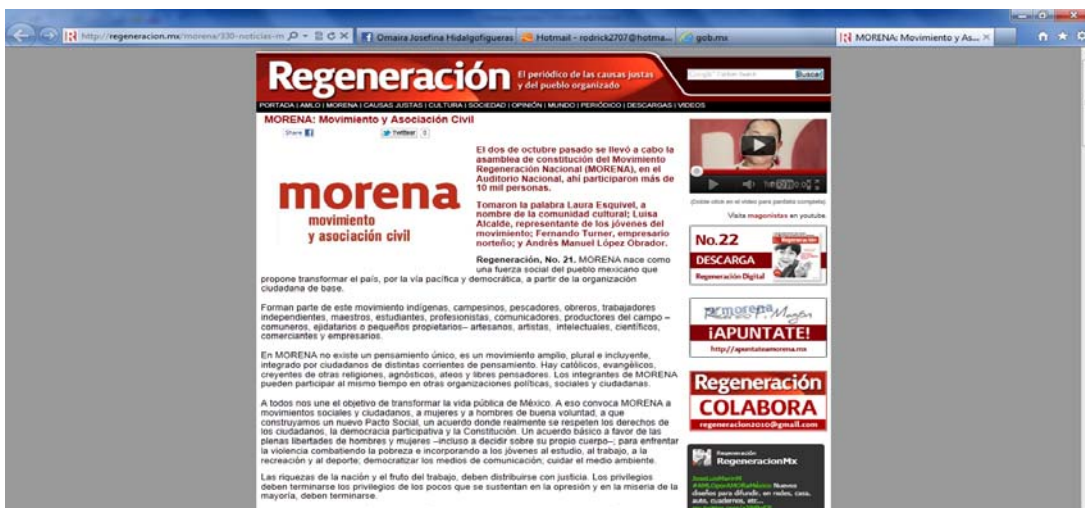 http://regeneracion.mx/morena/330-noticias-m
Omaira Josefina Hidalgofigueras
Hotmail - rodrick2707@hotma...
gob.mx
MORENA: Movimiento y As...
Regeneración
El periódico de las causas justas
y del pueblo organizado
Buscar
PORTADA | AMLO | MORENA | CAUSAS JUSTAS | CULTURA | SOCIEDAD | OPINIÓN | MUNDO | PERIÓDICO | DESCARGAS | VIDEOS
MORENA: Movimiento y Asociación Civil
Share
Twittear 0
morena
movimiento
y asociación civil
El dos de octubre pasado se llevó a cabo la
asamblea de constitución del Movimiento
Regeneración Nacional (MORENA), en el
Auditorio Nacional, ahí participaron más de
10 mil personas.
Tomaron la palabra Laura Esquivel, a
nombre de la comunidad cultural; Luisa
Alcalde, representante de los jóvenes del
movimiento; Fernando Turner, empresario
norteño; y Andrés Manuel López Obrador.
Regeneración, No. 21. MORENA nace como
una fuerza social del pueblo mexicano que
propone transformar el país, por la vía pacífica y democrática, a partir de la organización
ciudadana de base.
Forman parte de este movimiento indígenas, campesinos, pescadores, obreros, trabajadores
independientes, maestros, estudiantes, profesionistas, comunicadores, productores del campo –
comuneros, ejidatarios o pequeños propietarios– artesanos, artistas, intelectuales, científicos,
comerciantes y empresarios.
En MORENA no existe un pensamiento único, es un movimiento amplio, plural e incluyente,
integrado por ciudadanos de distintas corrientes de pensamiento. Hay católicos, evangélicos,
creyentes de otras religiones, agnósticos, ateos y libres pensadores. Los integrantes de MORENA
pueden participar al mismo tiempo en otras organizaciones políticas, sociales y ciudadanas.
A todos nos une el objetivo de transformar la vida pública de México. A eso convoca MORENA a
movimientos sociales y ciudadanos, a mujeres y a hombres de buena voluntad, a que
construyamos un nuevo Pacto Social, un acuerdo donde realmente se respeten los derechos de
los ciudadanos, la democracia participativa y la Constitución. Un acuerdo básico a favor de las
plenas libertades de hombres y mujeres –incluso a decidir sobre su propio cuerpo–; para enfrentar
la violencia combatiendo la pobreza e incorporando a los jóvenes al estudio, al trabajo, a la
recreación y al deporte; democratizar los medios de comunicación; cuidar el medio ambiente.
Las riquezas de la nación y el fruto del trabajo, deben distribuirse con justicia. Los privilegios
deben terminarse los privilegios de los pocos que se sustentan en la opresión y en la miseria de la
mayoría, deben terminarse.
(Doble click en el video para pantalla completa)
Visita magonistas en youtube
No.22
DESCARGA
Regeneración Digital
morena
¡APUNTATE!
http://apuntateamorena.mx
Regeneración
COLABORA
regeneracion2010@gmail.com
Regeneración
RegeneracionMx
Nuevos
diseños para difundir, en redes, casa,
auto, cuadernos, etc...